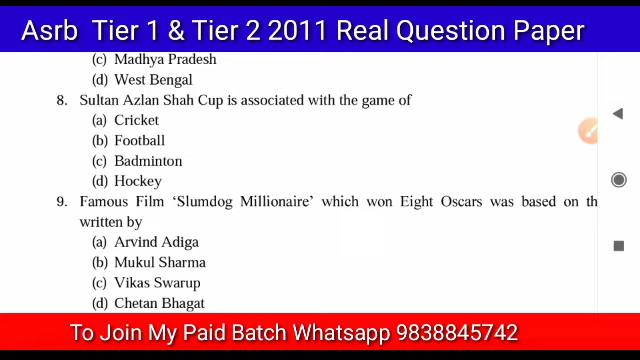 Asrb Tier 1 & Tier 2 2011 Real Question Paper
(c) Madhya Pradesh
(d) West Bengal
8. Sultan Azlan Shah Cup is associated with the game of
(a) Cricket
(b) Football
(c) Badminton
(d) Hockey
9. Famous Film ‘Slumdog Millionaire’ which won Eight Oscars was based on th
written by
(a) Arvind Adiga
(b) Mukul Sharma
(c) Vikas Swarup
(d) Chetan Bhagat
To Join My Paid Batch Whatsapp 9838845742